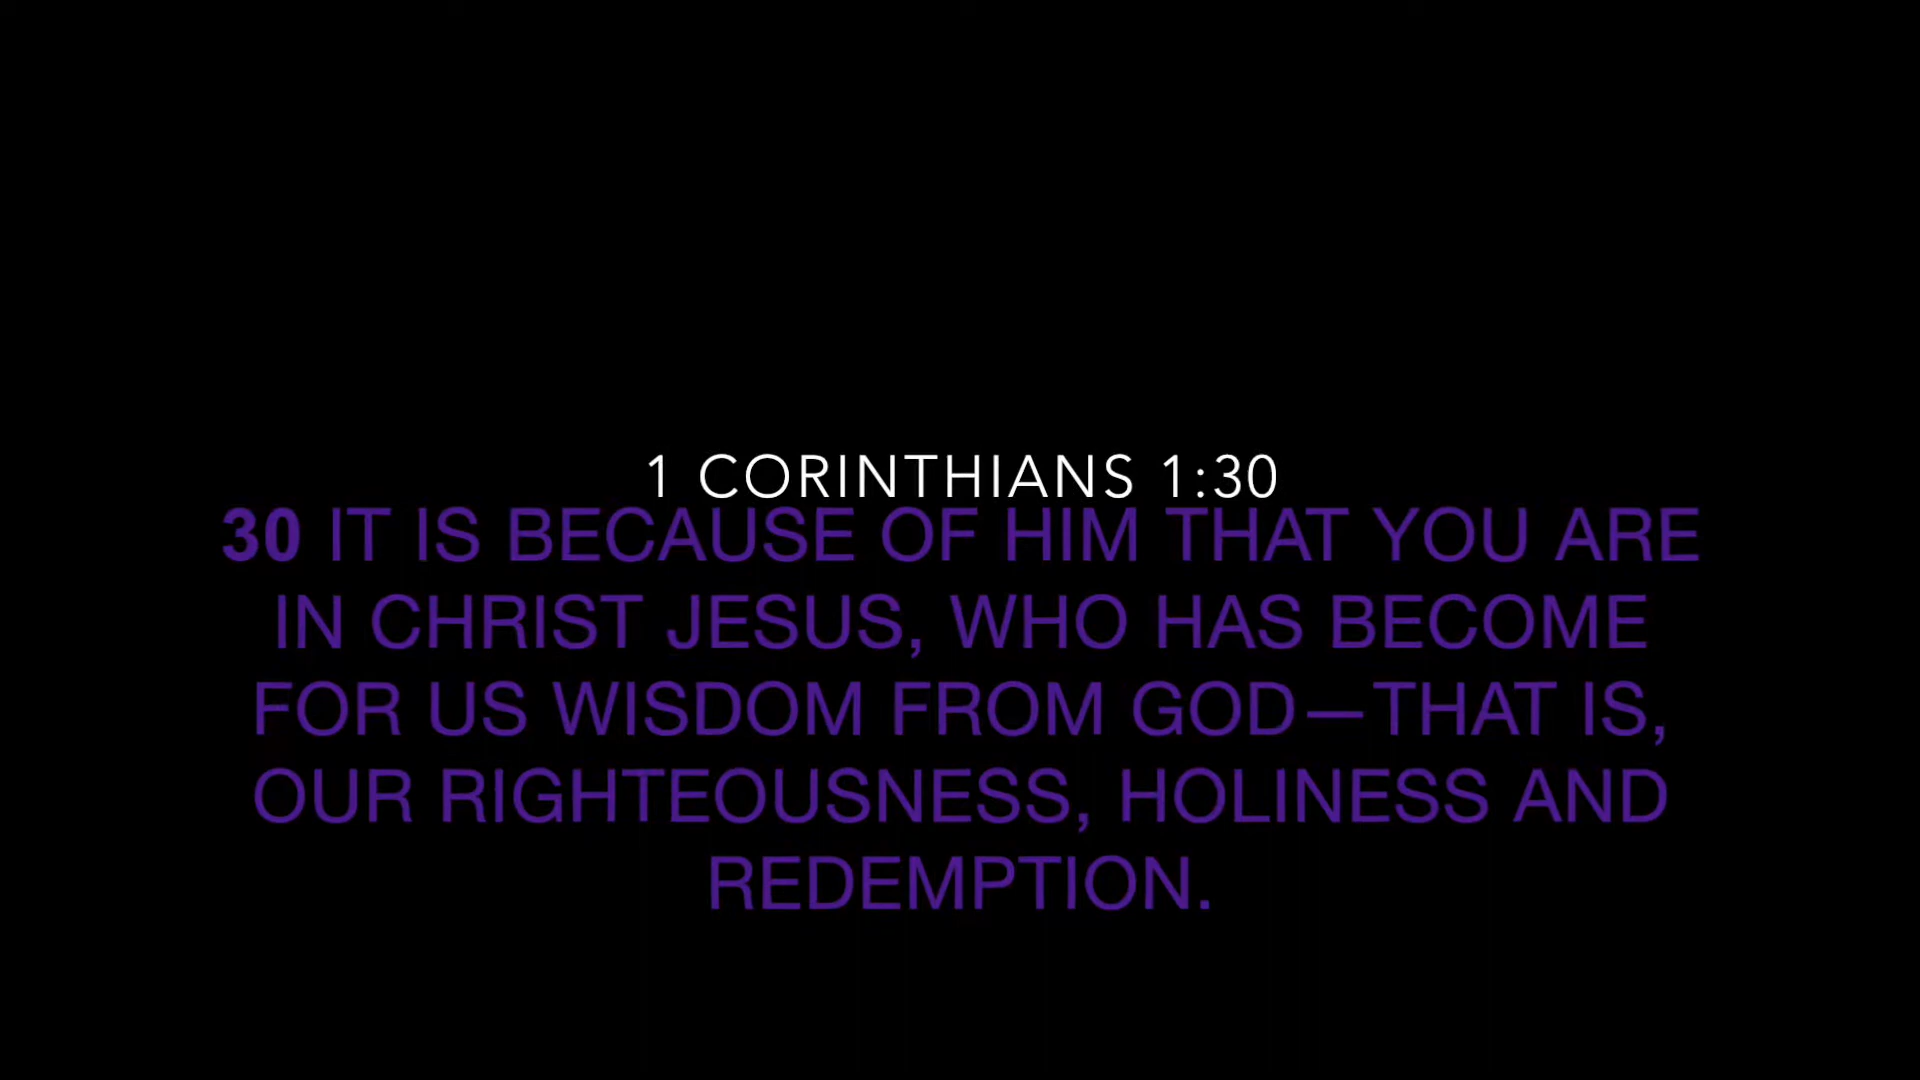 1 CORINTHIANS 1:30
30 IT IS BECAUSE OF HIM THAT YOU ARE
IN CHRIST JESUS, WHO HAS BECOME
FOR US WISDOM FROM GOD—THAT IS,
OUR RIGHTEOUSNESS, HOLINESS AND
REDEMPTION.